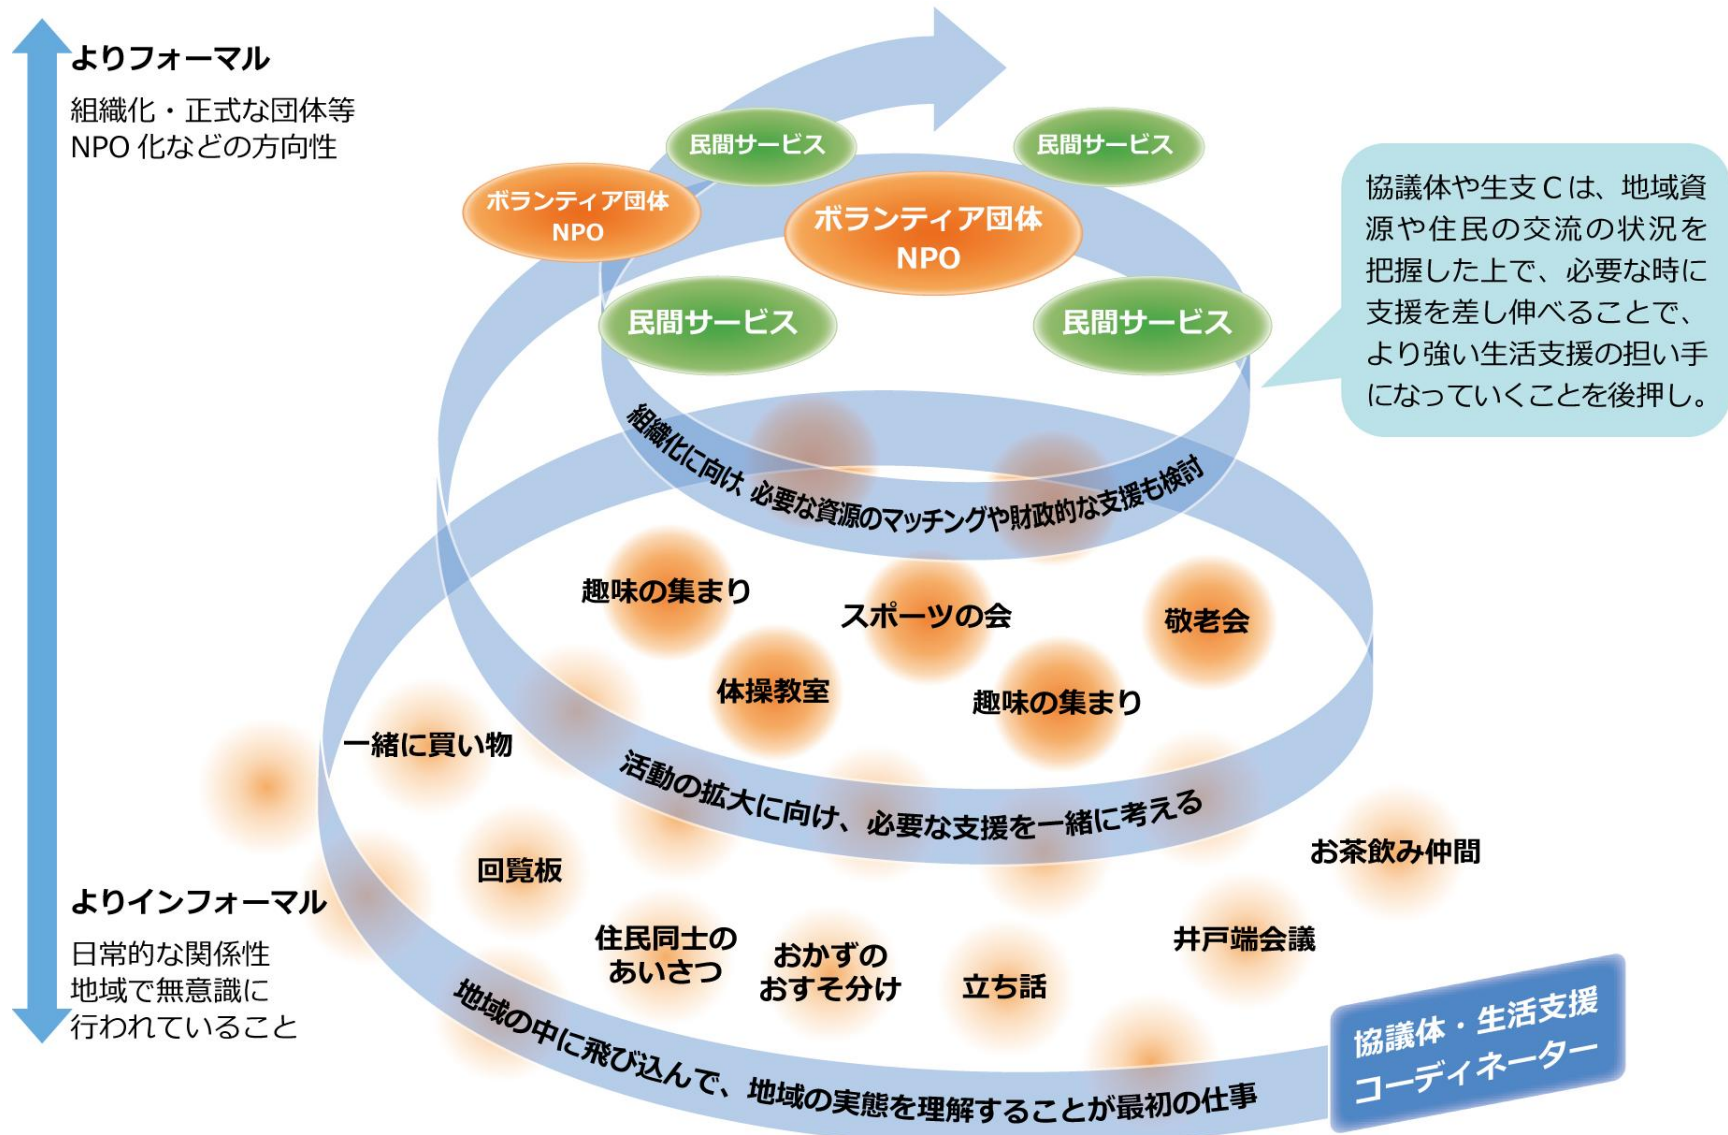 よりフォーマル
組織化・正式な団体等
NPO 化などの方向性
民間サービス
民間サービス
ボランティア団体
NPO
ボランティア団体
NPO
民間サービス
民間サービス
協議体や生支 C は、地域資
源や住民の交流の状況を
把握した上で、必要な時に
支援を差し伸べることで、
より強い生活支援の担い手
になっていくことを後押し。
組織化に向け、必要な資源のマッチングや財政的な支援も検討
趣味の集まり
スポーツの会
敬老会
体操教室
趣味の集まり
一緒に買い物
活動の拡大に向け、必要な支援を一緒に考える
回覧板
お茶飲み仲間
よりインフォーマル
日常的な関係性
地域で無意識に
行われていること
住民同士の
あいさつ
おかずの
おすそ分け
立ち話
井戸端会議
地域の中に飛び込んで、地域の実態を理解することが最初の仕事
協議体・生活支援
コーディネーター